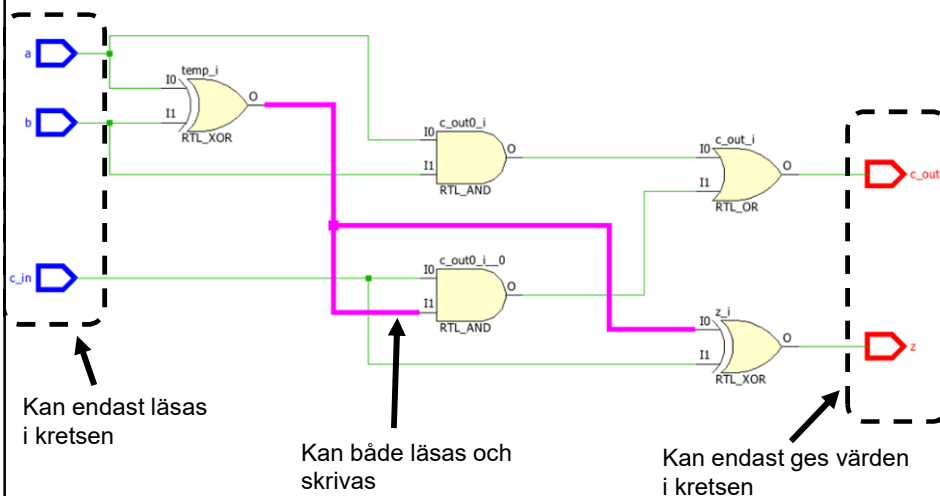 a
temp_i
I0
O
I1
RTL_XOR
b
c_out0_i
I0
O
I1
RTL_AND
c_out_i
I0
O
I1
RTL_OR
c_out
c_in
c_out0_i__0
I0
O
I1
RTL_AND
z_i
I0
O
I1
RTL_XOR
z
Kan endast läsas
i kretsen
Kan både läsas och
skrivas
Kan endast ges värden
i kretsen